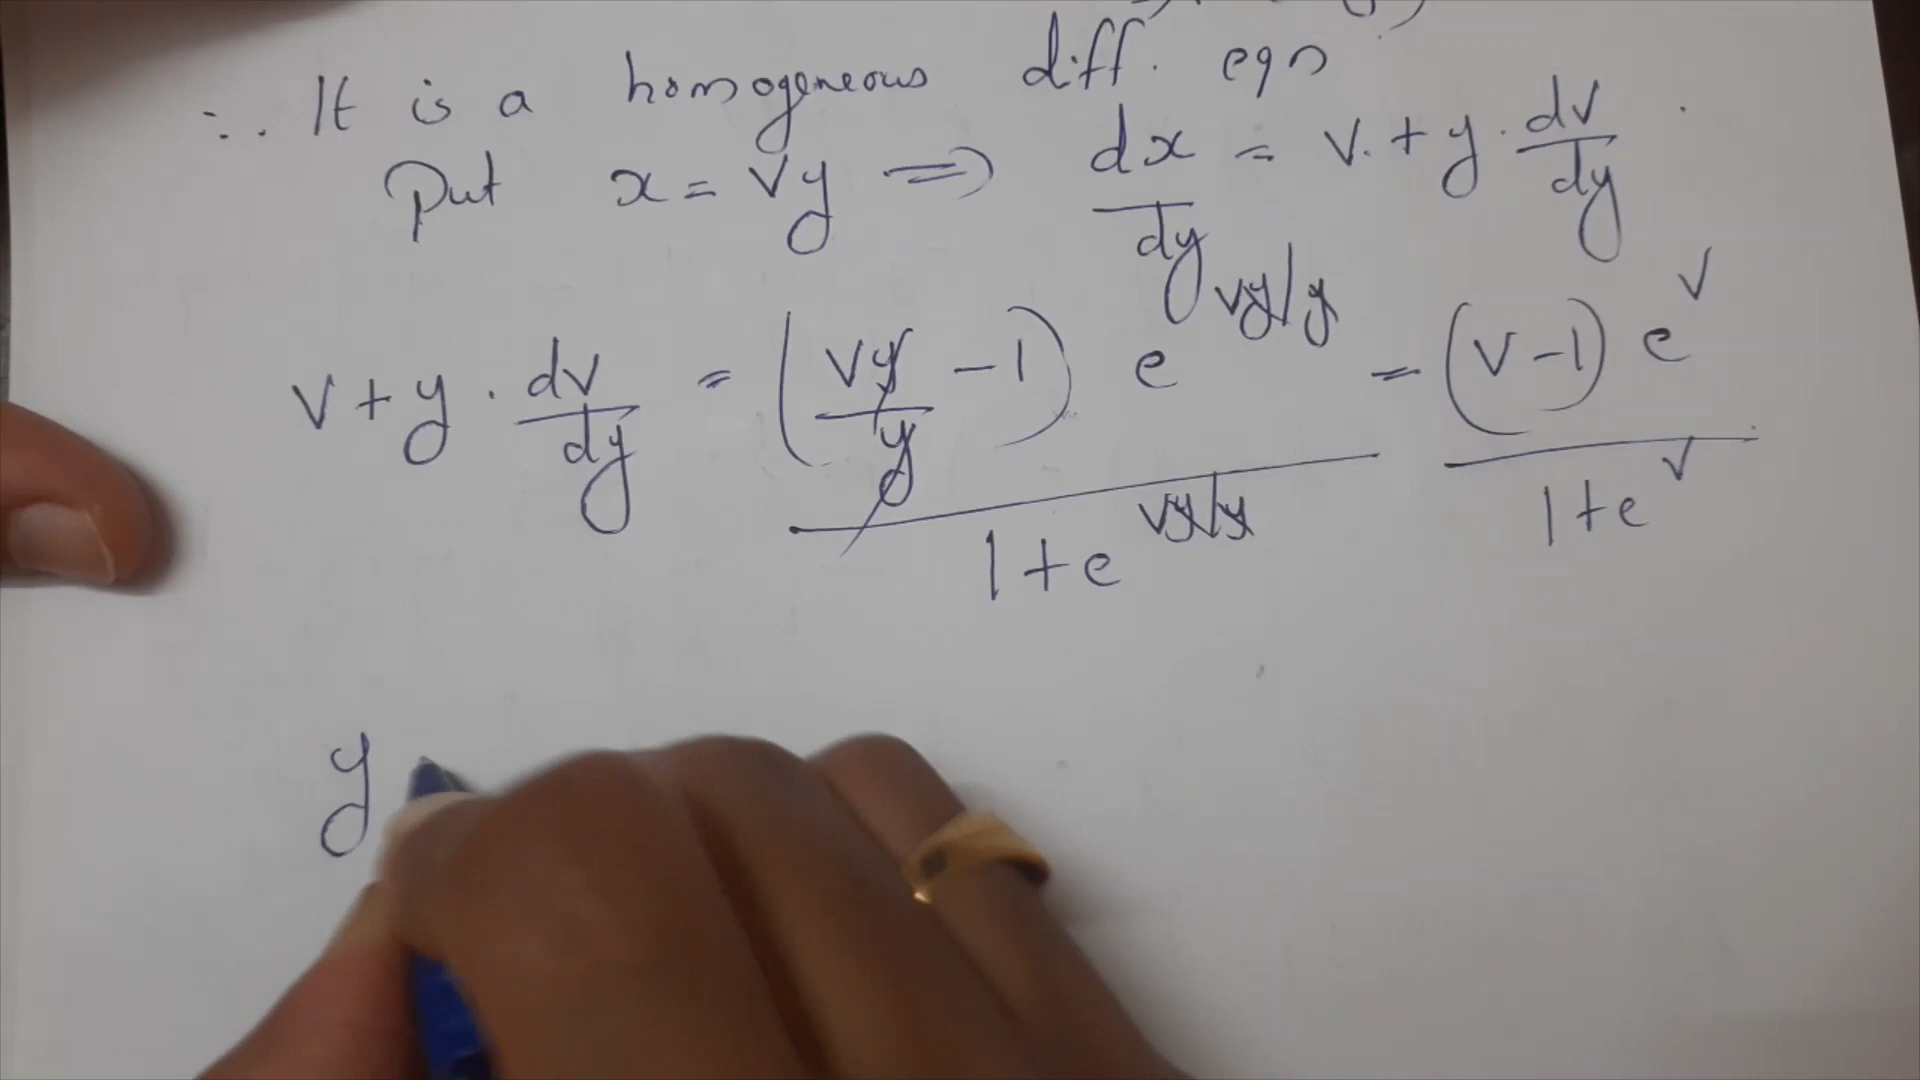 ∴ It is a homogeneous diff. eqn
Put x = vy ⇒ dx/dy = v. + y . dv/dy
v + y . dv/dy = (vy/y - 1) e^(vy/y) / (1 + e^(vy/y)) = (v - 1) e^v / (1 + e^v)
y